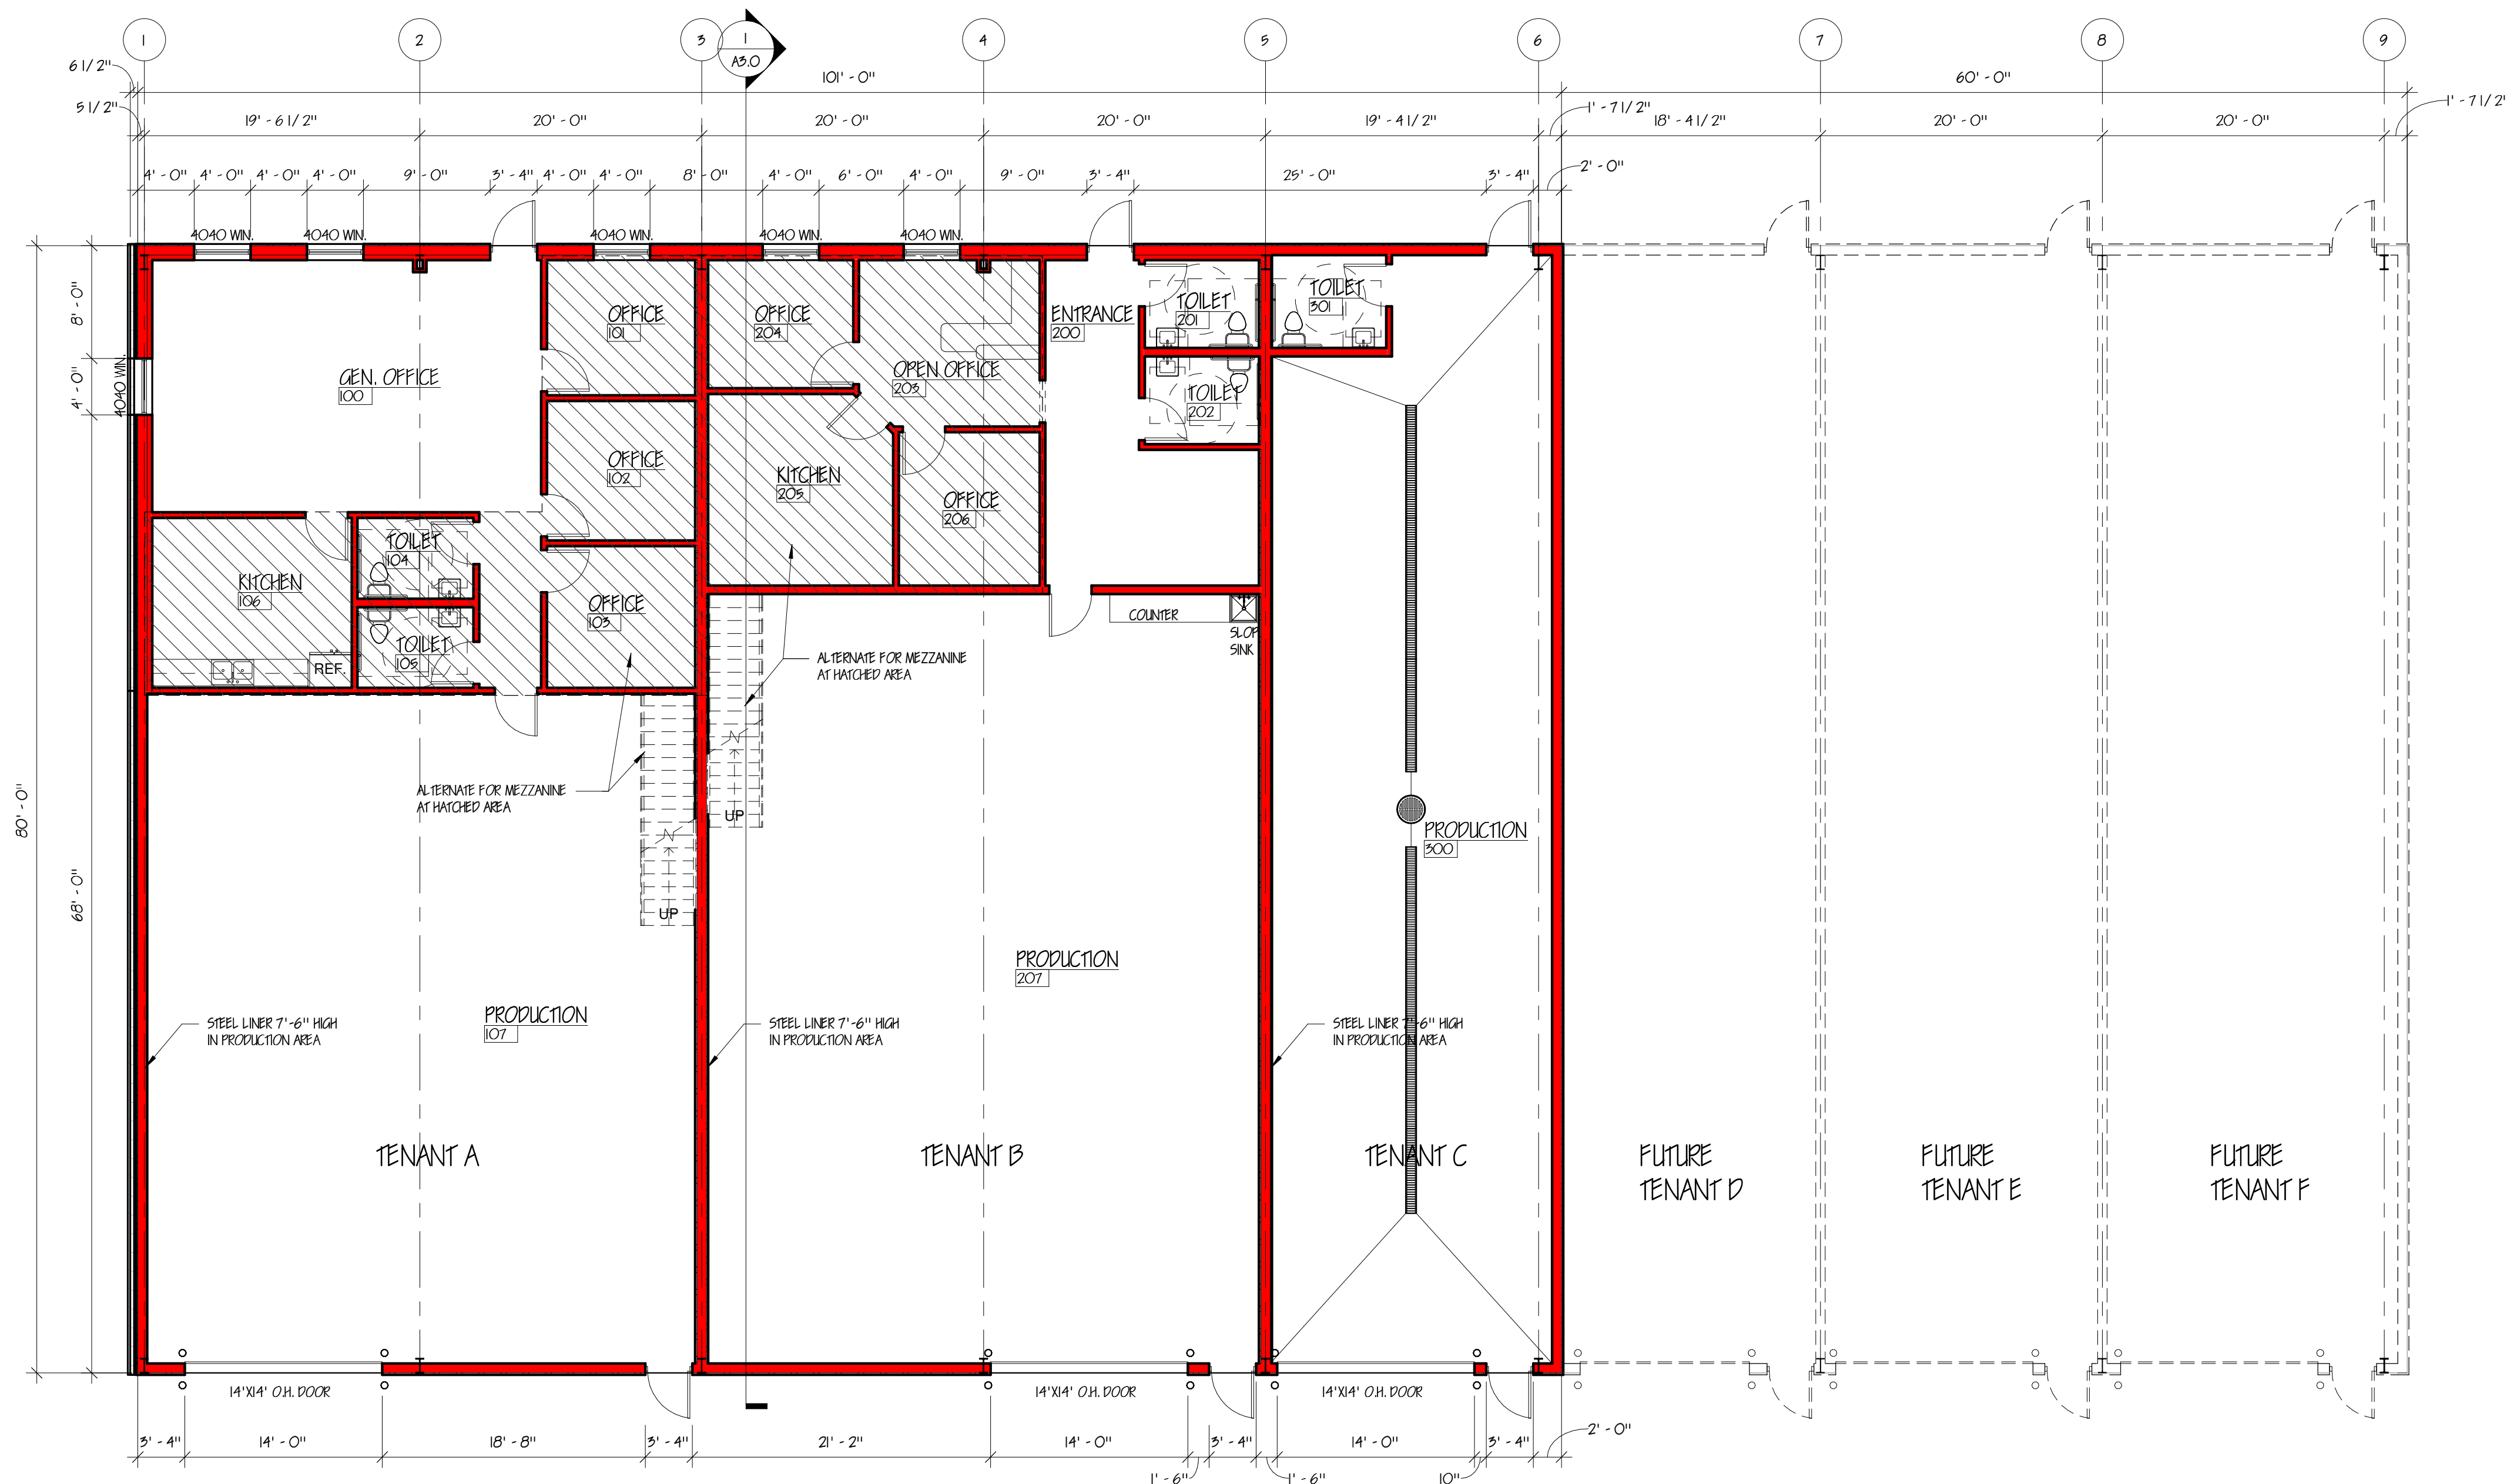 1 2 3 1 4 5 6 7 8 9
A3.0
6 1/2" 101' - 0" 60' - 0"
5 1/2" 1' - 7 1/2" 1' - 7 1/2"
19' - 6 1/2" 20' - 0" 20' - 0" 20' - 0" 19' - 4 1/2" 18' - 4 1/2" 20' - 0" 20' - 0"
4' - 0" 4' - 0" 4' - 0" 4' - 0" 9' - 0" 3' - 4" 4' - 0" 4' - 0" 8' - 0" 4' - 0" 6' - 0" 4' - 0" 9' - 0" 3' - 4" 25' - 0" 3' - 4" 2' - 0"
4040 WIN. 4040 WIN. 4040 WIN. 4040 WIN. 4040 WIN.
8' - 0"
4' - 0"
4040 WIN.
80' - 0"
68' - 0"
GEN. OFFICE
100
OFFICE
101
OFFICE
102
OFFICE
103
TOILET
104
TOILET
105
KITCHEN
106
REF.
OFFICE
204
OPEN OFFICE
203
KITCHEN
205
OFFICE
206
ENTRANCE
200
TOILET
201
TOILET
202
TOILET
301
COUNTER
SLOP
SINK
ALTERNATE FOR MEZZANINE
AT HATCHED AREA
ALTERNATE FOR MEZZANINE
AT HATCHED AREA
UP
UP
PRODUCTION
300
PRODUCTION
207
PRODUCTION
107
STEEL LINER 7'-6" HIGH
IN PRODUCTION AREA
STEEL LINER 7'-6" HIGH
IN PRODUCTION AREA
STEEL LINER 7'-6" HIGH
IN PRODUCTION AREA
TENANT A
TENANT B
TENANT C
FUTURE
TENANT D
FUTURE
TENANT E
FUTURE
TENANT F
14'X14' O.H. DOOR 14'X14' O.H. DOOR 14'X14' O.H. DOOR
3' - 4" 14' - 0" 18' - 8" 3' - 4" 21' - 2" 14' - 0" 3' - 4" 14' - 0" 3' - 4" 2' - 0"
1' - 6" 1' - 6" 10"